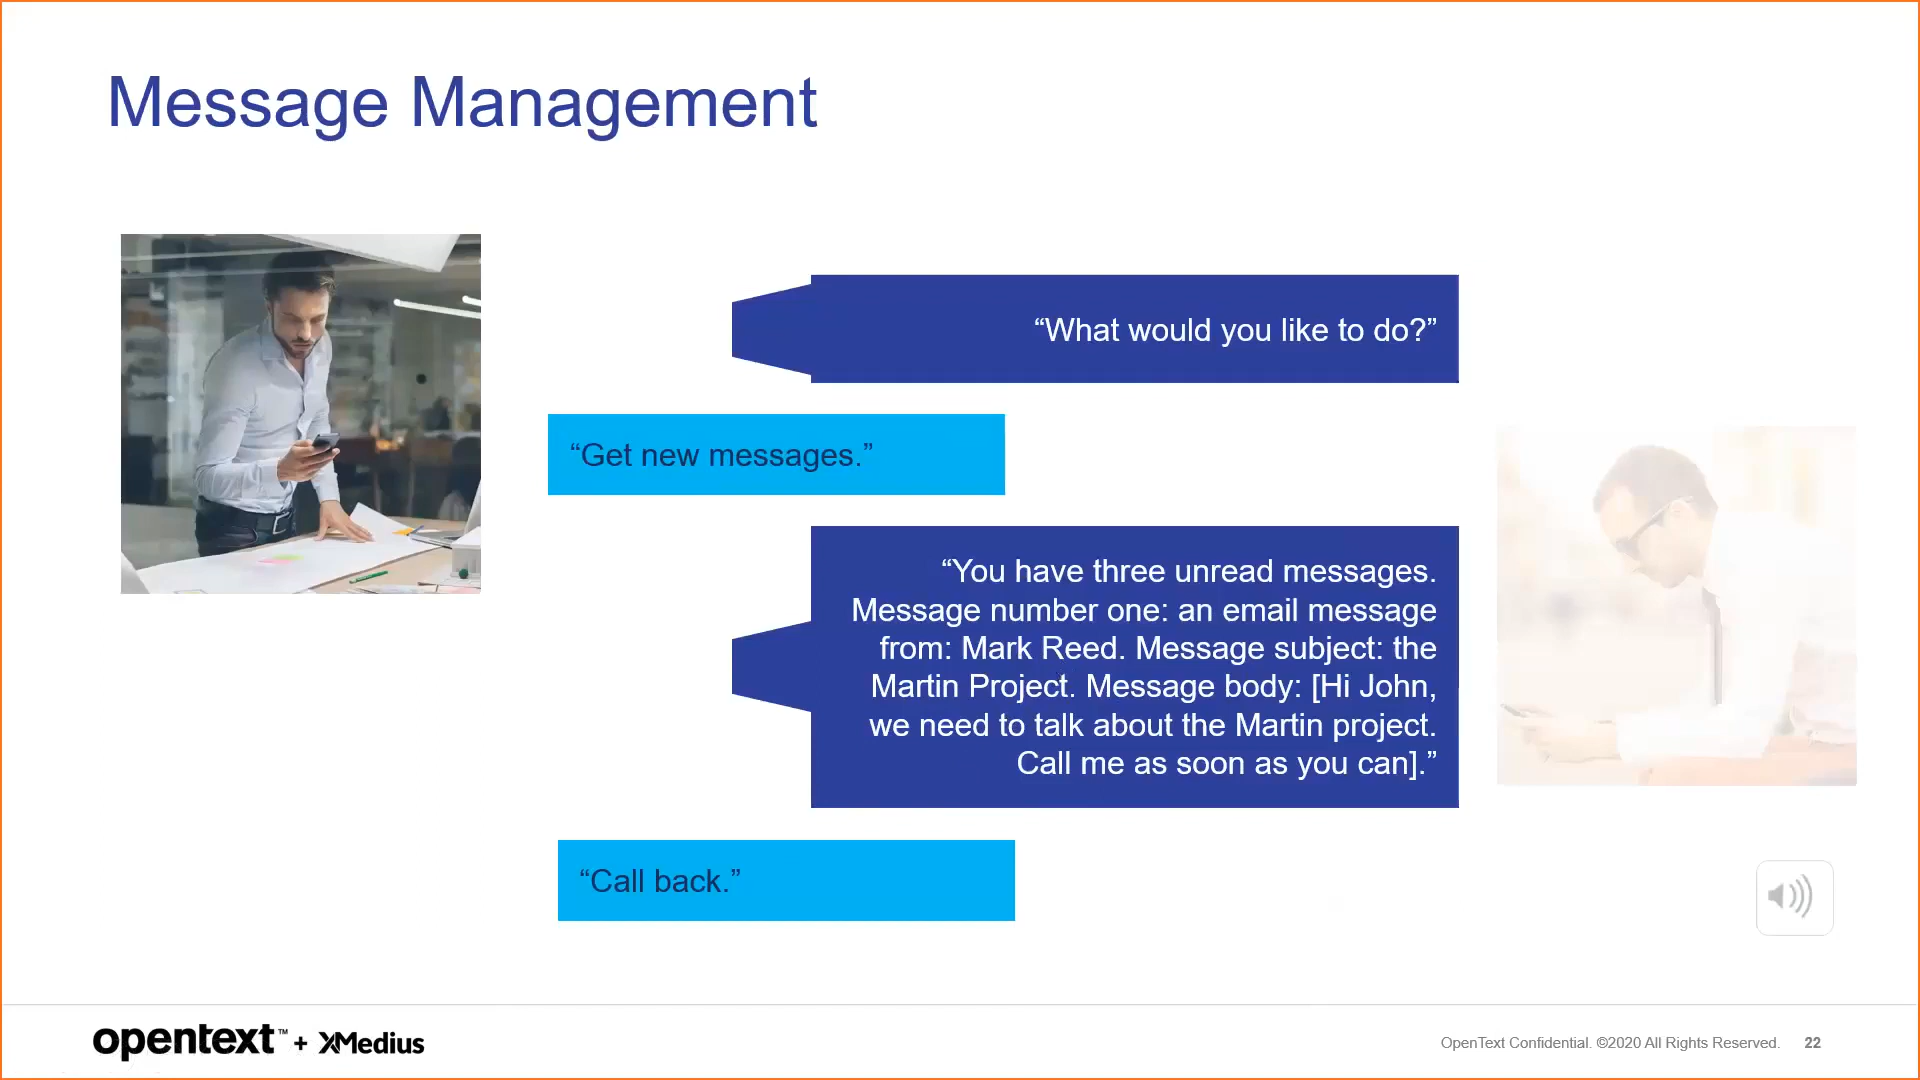 Message Management
“What would you like to do?”
“Get new messages.”
“You have three unread messages.
Message number one: an email message
from: Mark Reed. Message subject: the
Martin Project. Message body: [Hi John,
we need to talk about the Martin project.
Call me as soon as you can].”
“Call back.”
opentext™ + XMedius
OpenText Confidential. ©2020 All Rights Reserved. 22